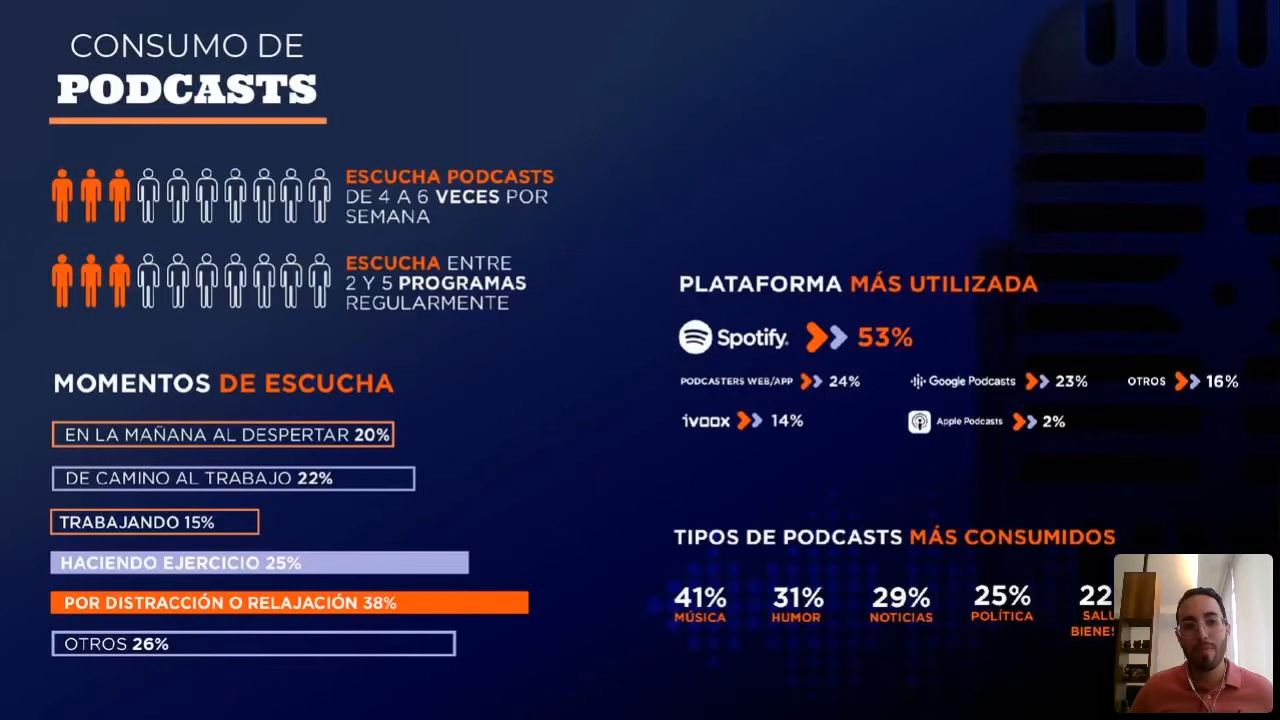 CONSUMO DE
PODCASTS
ESCUCHA PODCASTS
DE 4 A 6 VECES POR
SEMANA
ESCUCHA ENTRE
2 Y 5 PROGRAMAS
REGULARMENTE
MOMENTOS DE ESCUCHA
EN LA MAÑANA AL DESPERTAR 20%
DE CAMINO AL TRABAJO 22%
TRABAJANDO 15%
HACIENDO EJERCICIO 25%
POR DISTRACCIÓN O RELAJACIÓN 38%
OTROS 26%
PLATAFORMA MÁS UTILIZADA
Spotify 53%
PODCASTERS WEB/APP 24% Google Podcasts 23% OTROS 16%
ivoox 14% Apple Podcasts 2%
TIPOS DE PODCASTS MÁS CONSUMIDOS
41% 31% 29% 25% 22
MÚSICA HUMOR NOTICIAS POLÍTICA